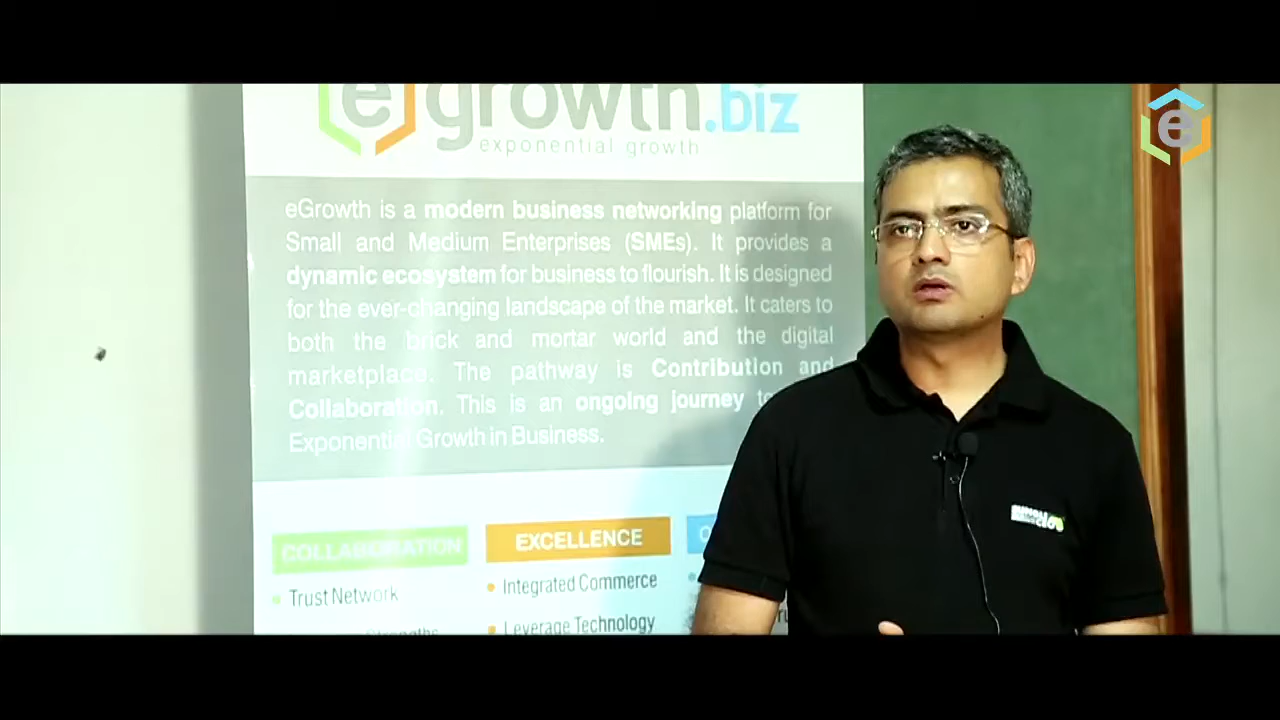 e growth.biz
exponential growth
e
eGrowth is a modern business networking platform for
Small and Medium Enterprises (SMEs). It provides a
dynamic ecosystem for business to flourish. It is designed
for the ever-changing landscape of the market. It caters to
both the brick and mortar world and the digital
marketplace. The pathway is Contribution and
Collaboration. This is an ongoing journey
Exponential Growth in Business.
COLLABORATION
EXCELLENCE
• Trust Network
• Integrated Commerce
Strengths
• Leverage Technology